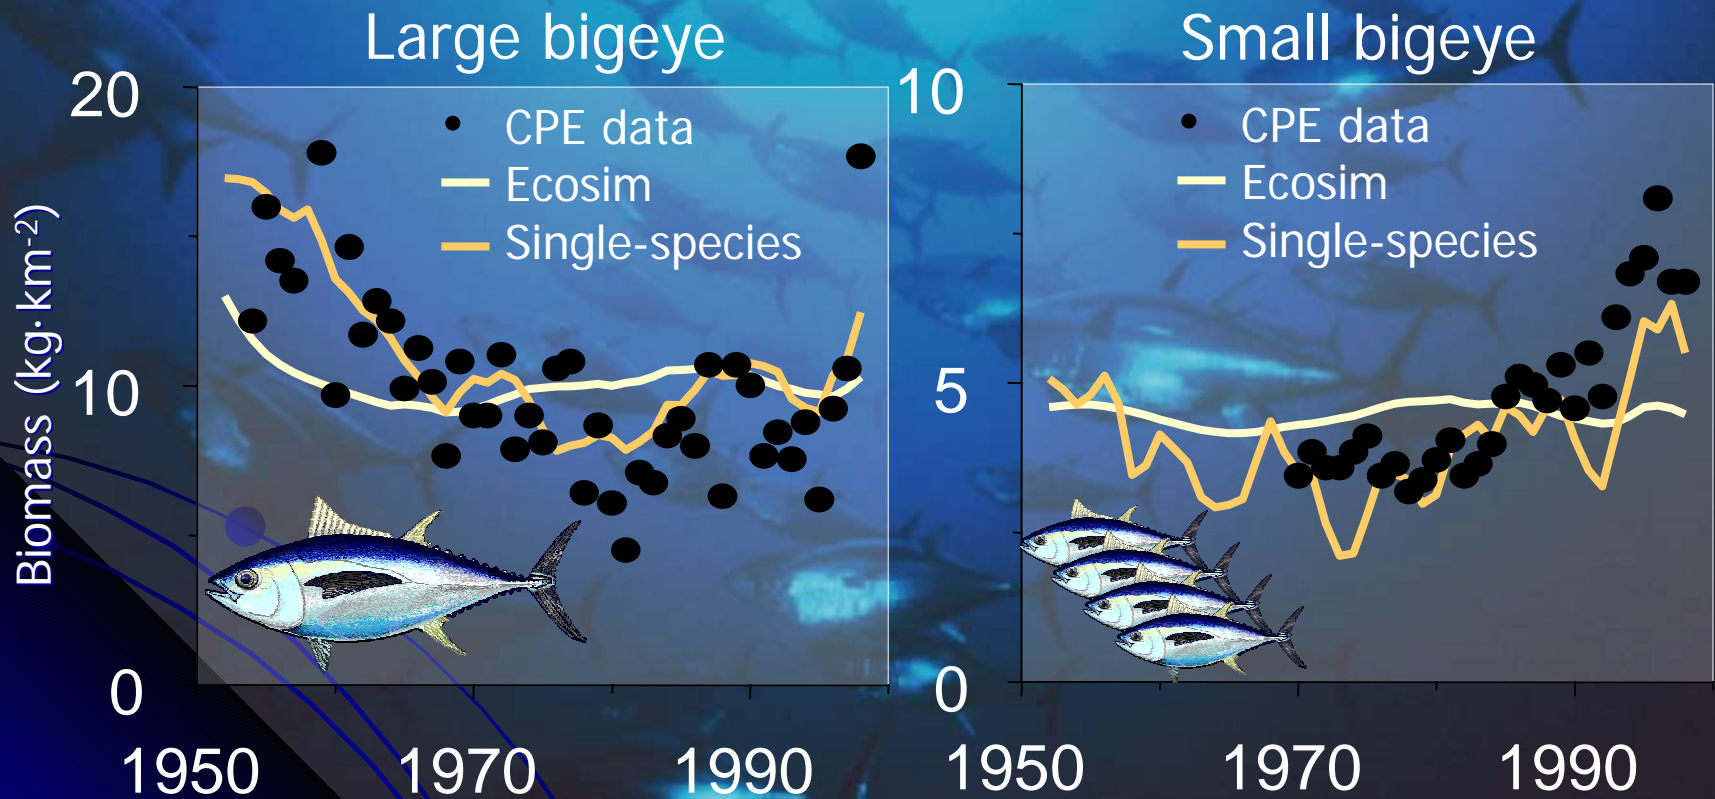 Large bigeye
20
10
0
CPE data
Ecosim
Single-species
Biomass (kg·km-2)
1950
1970
1990
Small bigeye
10
5
0
CPE data
Ecosim
Single-species
1950
1970
1990